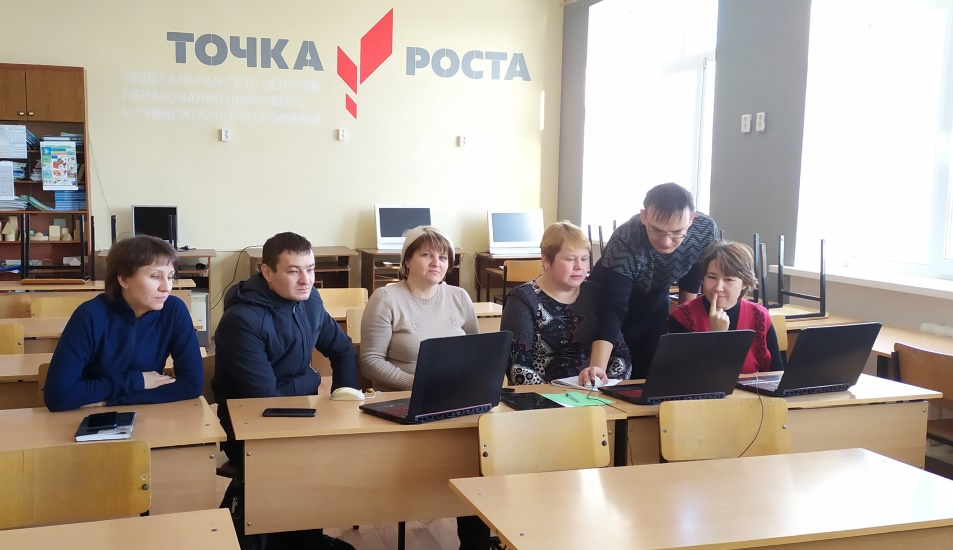 ТОЧКА РОСТА
ФЕДЕРАЛЬНАЯ СЕТЬ ЦЕНТРОВ
ОБРАЗОВАНИЯ ЦИФРОВОГО
И ГУМАНИТАРНОГО ПРОФИЛЕЙ